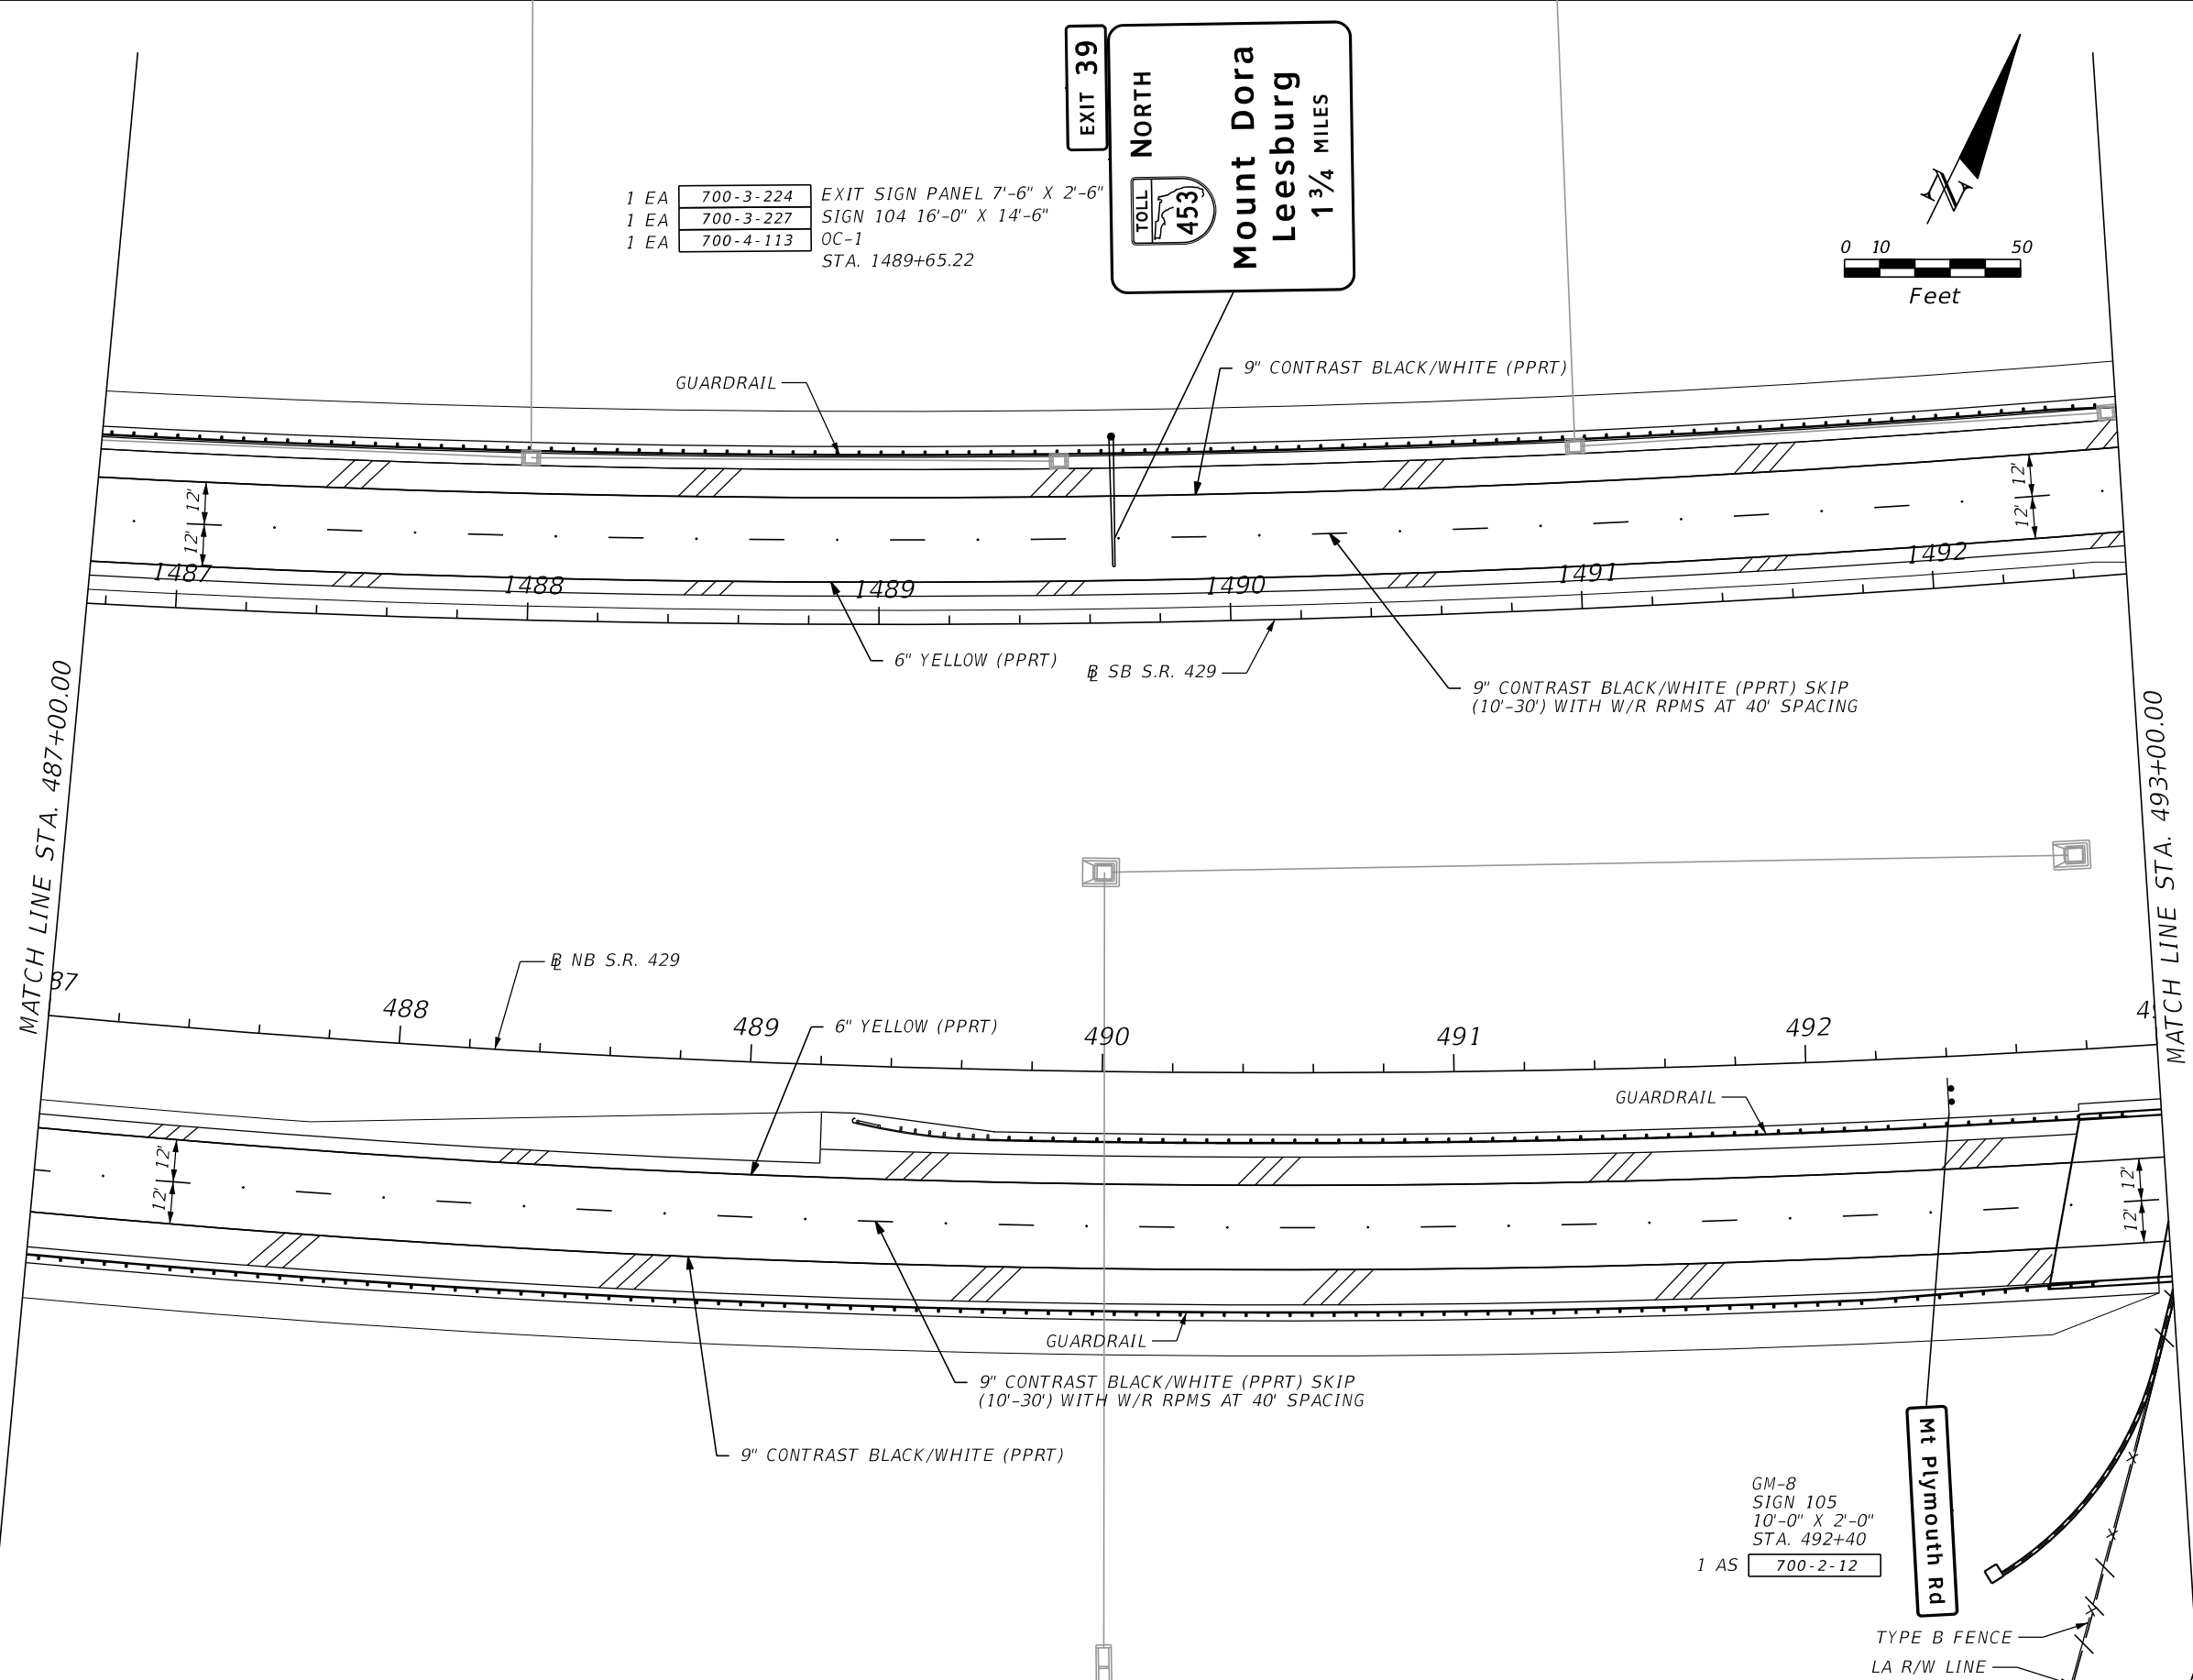 EXIT 39
NORTH
TOLL
453
Mount Dora
Leesburg
1 3/4 MILES
N
0 10 50
Feet
1 EA 700-3-224 EXIT SIGN PANEL 7'-6" X 2'-6"
1 EA 700-3-227 SIGN 104 16'-0" X 14'-6"
1 EA 700-4-113 OC-1
STA. 1489+65.22
GUARDRAIL
9" CONTRAST BLACK/WHITE (PPRT)
12'
12'
12'
12'
1487
1488
1489
1490
1491
1492
6" YELLOW (PPRT)
BL SB S.R. 429
9" CONTRAST BLACK/WHITE (PPRT) SKIP
(10'-30') WITH W/R RPMS AT 40' SPACING
MATCH LINE STA. 487+00.00
MATCH LINE STA. 493+00.00
BL NB S.R. 429
87
488
489
490
491
492
49
6" YELLOW (PPRT)
GUARDRAIL
12'
12'
12'
12'
GUARDRAIL
9" CONTRAST BLACK/WHITE (PPRT) SKIP
(10'-30') WITH W/R RPMS AT 40' SPACING
9" CONTRAST BLACK/WHITE (PPRT)
Mt Plymouth Rd
GM-8
SIGN 105
10'-0" X 2'-0"
STA. 492+40
1 AS 700-2-12
TYPE B FENCE
LA R/W LINE